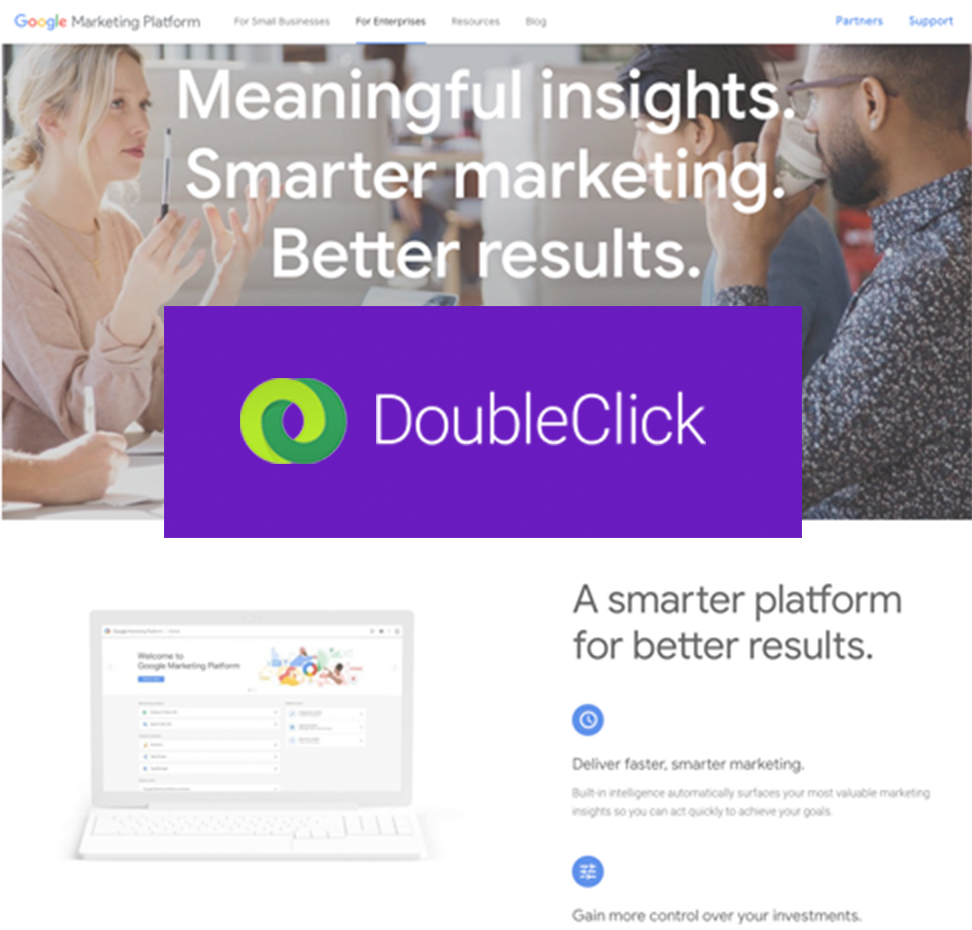 Google Marketing Platform
For Small Businesses
For Enterprises
Resources
Blog
Partners
Support
Meaningful insights.
Smarter marketing.
Better results.
DoubleClick
Welcome to
Google Marketing Platform
A smarter platform
for better results.
Deliver faster, smarter marketing.
Built-in intelligence automatically surfaces your most valuable marketing
insights so you can act quickly to achieve your goals.
Gain more control over your investments.